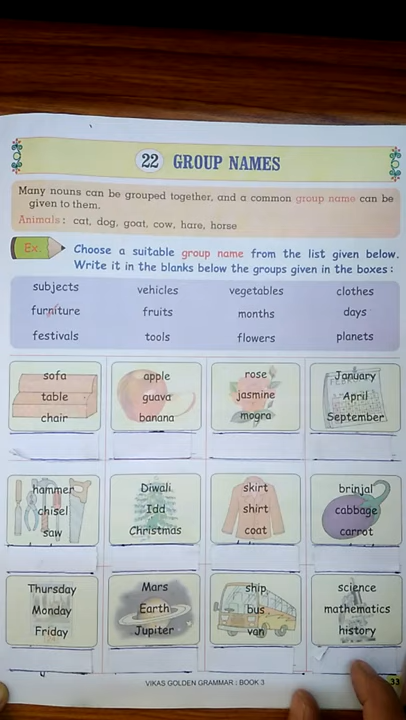 22 GROUP NAMES
Many nouns can be grouped together, and a common group name can be
given to them.
Animals : cat, dog, goat, cow, hare, horse
Ex. Choose a suitable group name from the list given below.
Write it in the blanks below the groups given in the boxes :
subjects vehicles vegetables clothes
furniture fruits months days
festivals tools flowers planets
sofa apple rose January
table guava jasmine April
chair banana mogra September
hammer Diwali skirt brinjal
chisel Idd shirt cabbage
saw Christmas coat carrot
Thursday Mars ship science
Monday Earth bus mathematics
Friday Jupiter van history
VIKAS GOLDEN GRAMMAR : BOOK 3
33